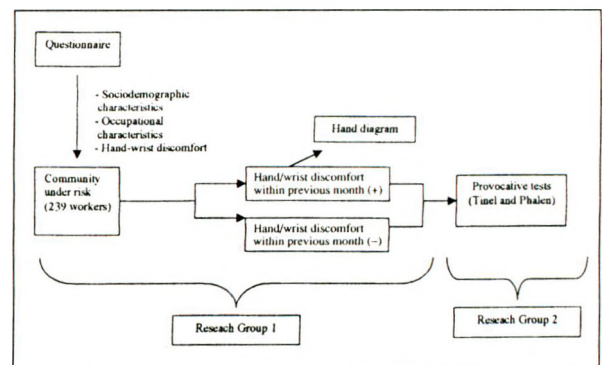 Questionnaire
- Sociodemographic
characteristics
- Occupational
characteristics
- Hand-wrist discomfort
Hand diagram
Community
under risk
(239 workers)
Hand/wrist discomfort
within previous month (+)
Hand/wrist discomfort
within previous month (−)
Provocative tests
(Tinel and Phalen)
Reseach Group 1
Reseach Group 2